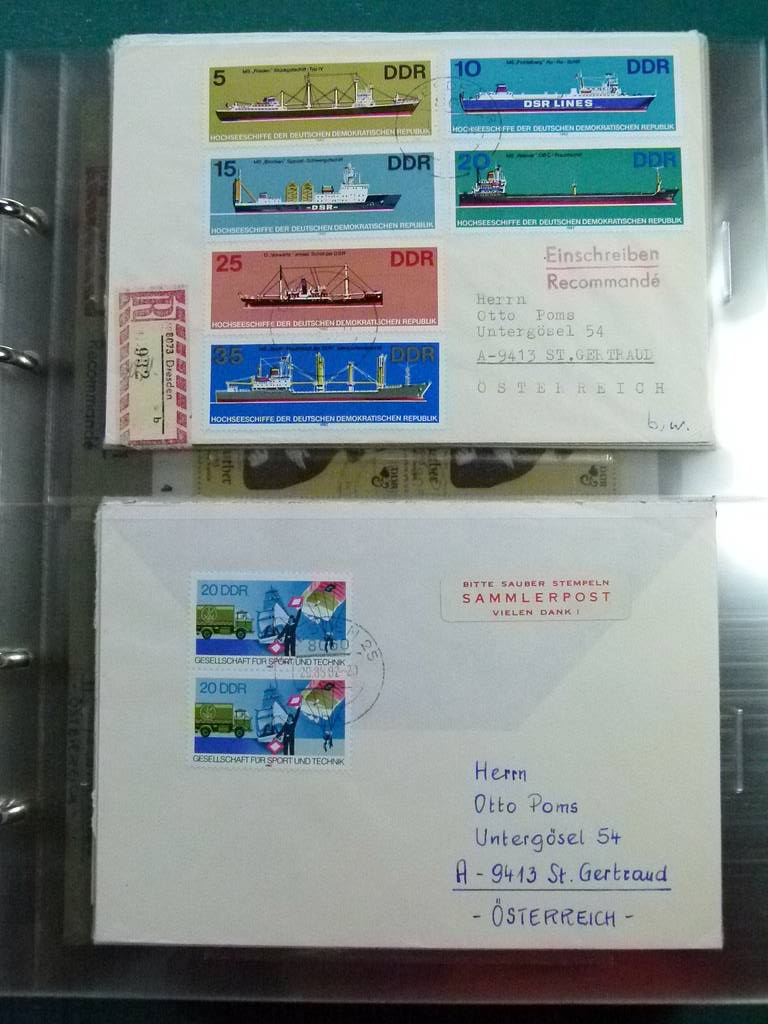 5 DDR
HOCHSEESCHIFFE DER DEUTSCHEN DEMOKRATISCHEN REPUBLIK
10 DDR
DSR LINES
HOCHSEESCHIFFE DER DEUTSCHEN DEMOKRATISCHEN REPUBLIK
15 DDR
-DSR-
HOCHSEESCHIFFE DER DEUTSCHEN DEMOKRATISCHEN REPUBLIK
20 DDR
HOCHSEESCHIFFE DER DEUTSCHEN DEMOKRATISCHEN REPUBLIK
25 DDR
HOCHSEESCHIFFE DER DEUTSCHEN DEMOKRATISCHEN REPUBLIK
35 DDR
HOCHSEESCHIFFE DER DEUTSCHEN DEMOKRATISCHEN REPUBLIK
R
932
8073 Dresden
b
Einschreiben
Recommandé
Herrn
Otto Poms
Untergösel 54
A-9413 ST.GERTRAUD
ÖSTERREICH
b.w.
20 DDR
GESELLSCHAFT FÜR SPORT UND TECHNIK
20 DDR
GESELLSCHAFT FÜR SPORT UND TECHNIK
8060
BITTE SAUBER STEMPELN
SAMMLERPOST
VIELEN DANK!
Herrn
Otto Poms
Untergösel 54
A - 9413 St. Gertraud
- ÖSTERREICH -